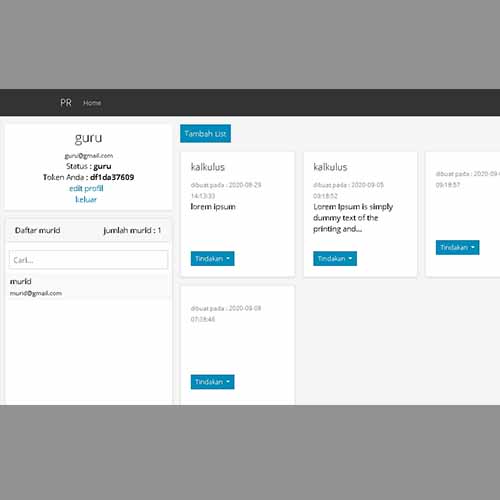 PR Home
guru
guru@gmail.com
Status : guru
Token Anda : df1da37609
edit profil
keluar
Daftar murid jumlah murid : 1
Cari...
murid
murid@gmail.com
Tambah List
kalkulus
dibuat pada : 2020-08-29
14:13:33
lorem ipsum
Tindakan
kalkulus
dibuat pada : 2020-09-05
09:18:52
Lorem Ipsum is simply
dummy text of the
printing and....
Tindakan
dibuat pada : 2020-09-0
09:18:57
Tindakan
dibuat pada : 2020-09-08
07:08:46
Tindakan